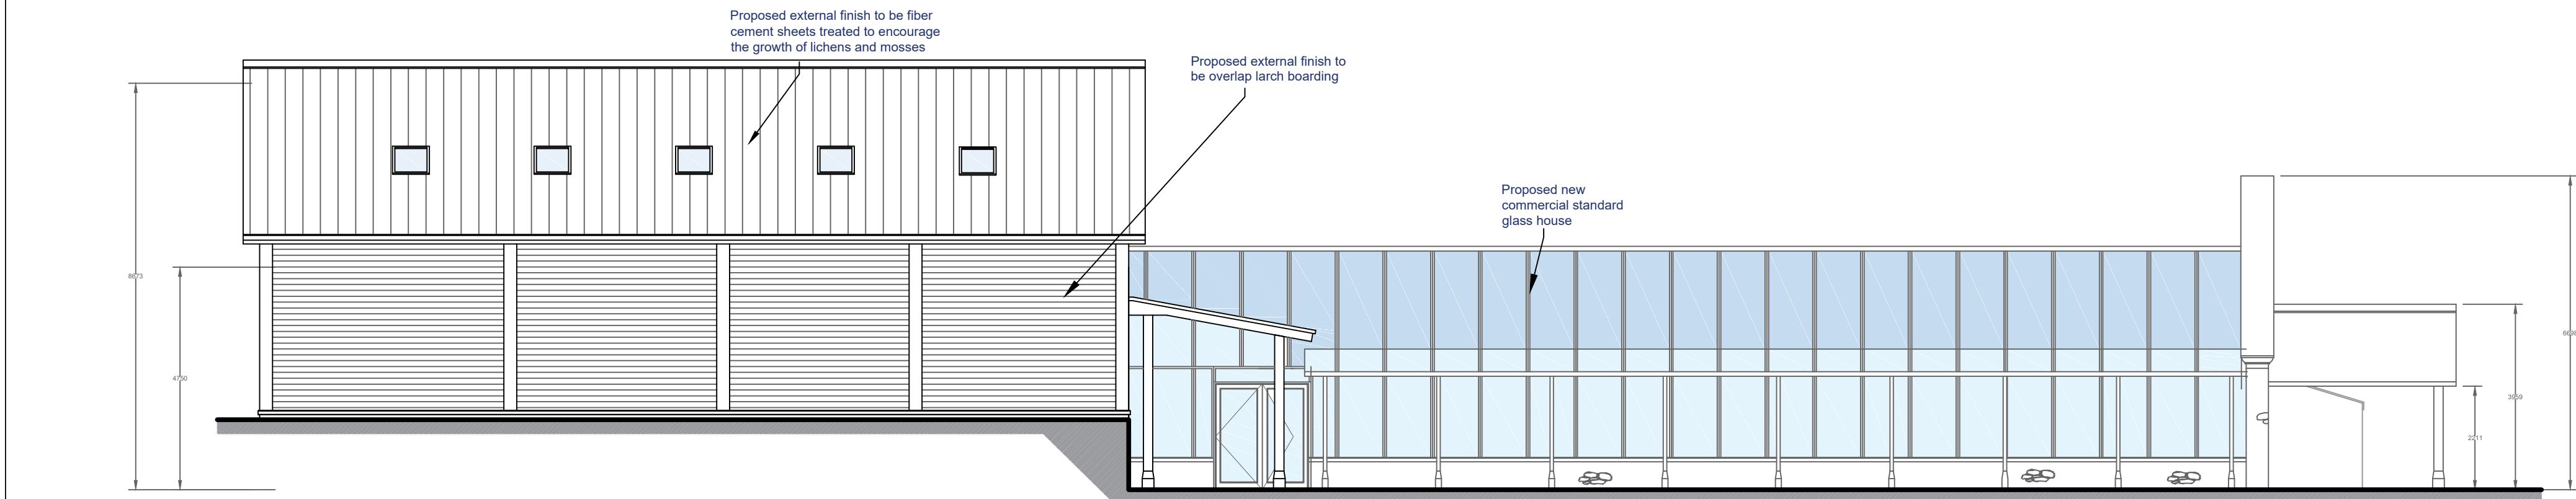 Proposed external finish to be fiber
cement sheets treated to encourage
the growth of lichens and mosses
Proposed external finish to
be overlap larch boarding
Proposed new
commercial standard
glass house
8673
4750
3959
2211